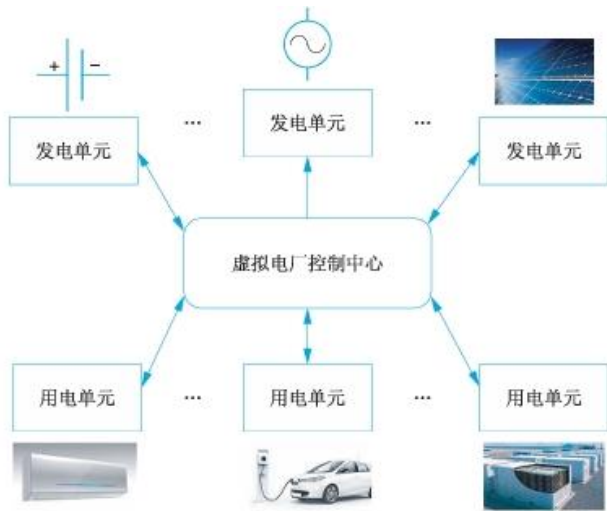 + −
… …
发电单元 发电单元 发电单元
虚拟电厂控制中心
用电单元 … 用电单元 … 用电单元